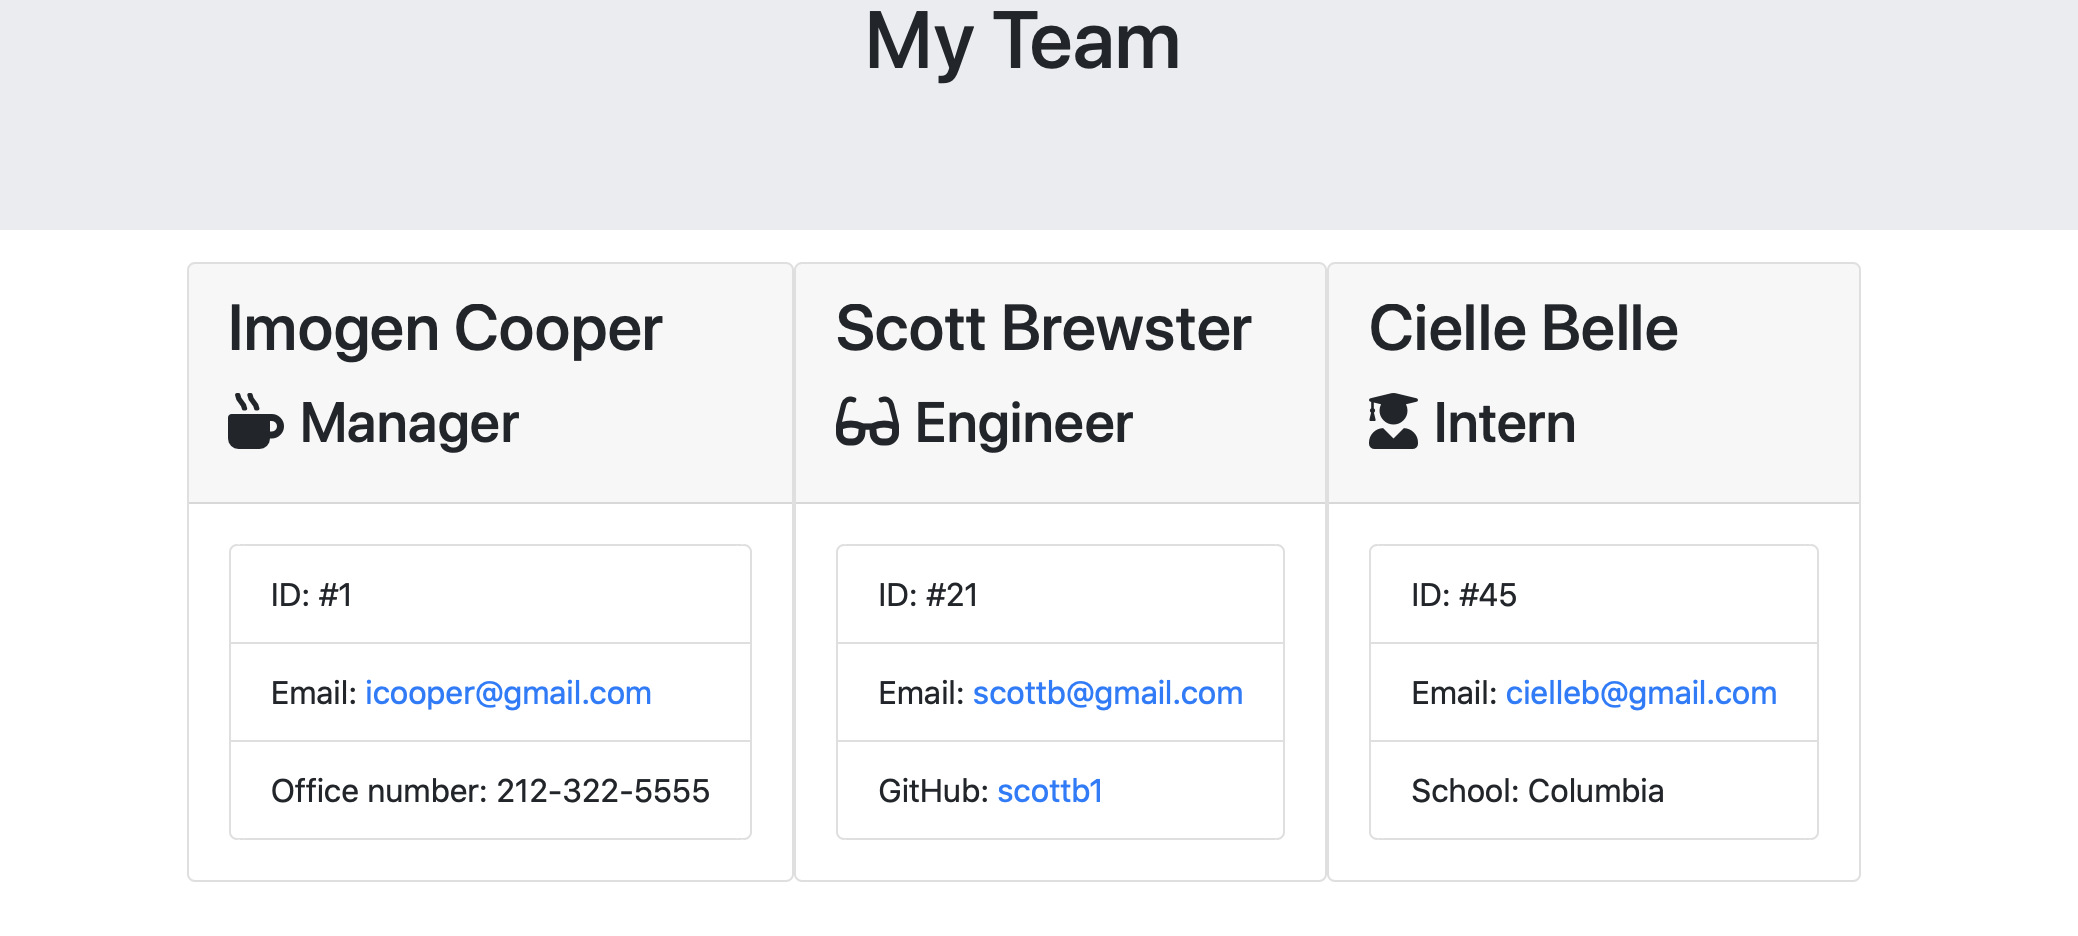 My Team
Imogen Cooper
Manager
ID: #1
Email: icooper@gmail.com
Office number: 212-322-5555
Scott Brewster
Engineer
ID: #21
Email: scottb@gmail.com
GitHub: scottb1
Cielle Belle
Intern
ID: #45
Email: cielleb@gmail.com
School: Columbia